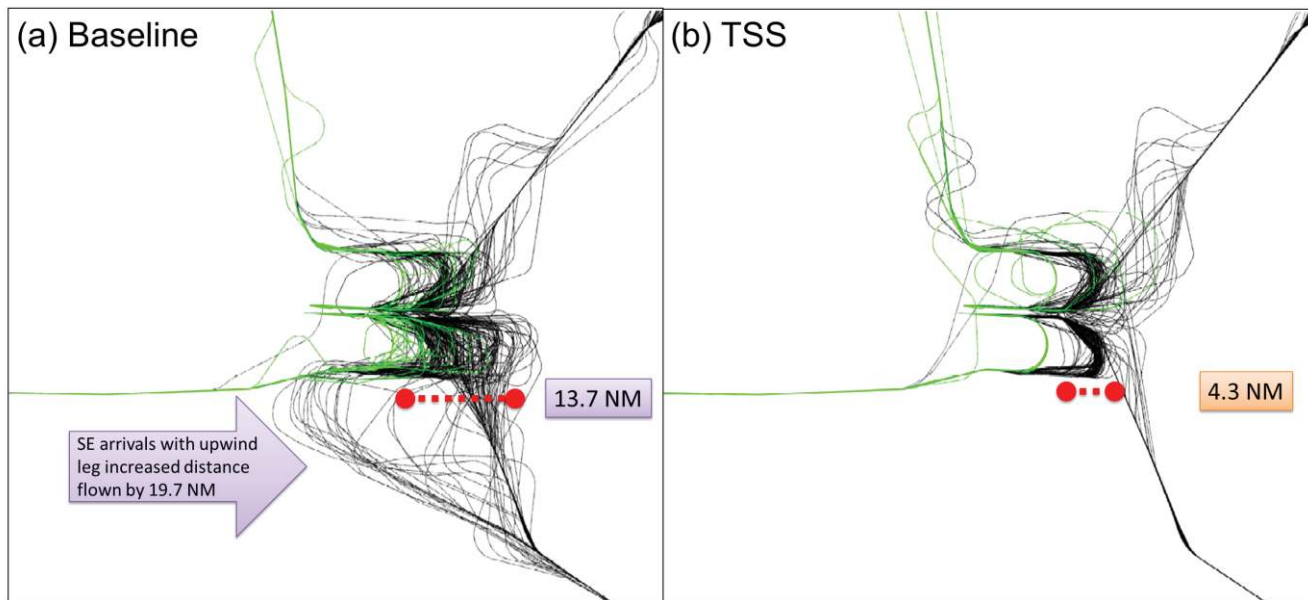 (a) Baseline
(b) TSS
13.7 NM
4.3 NM
SE arrivals with upwind
leg increased distance
flown by 19.7 NM